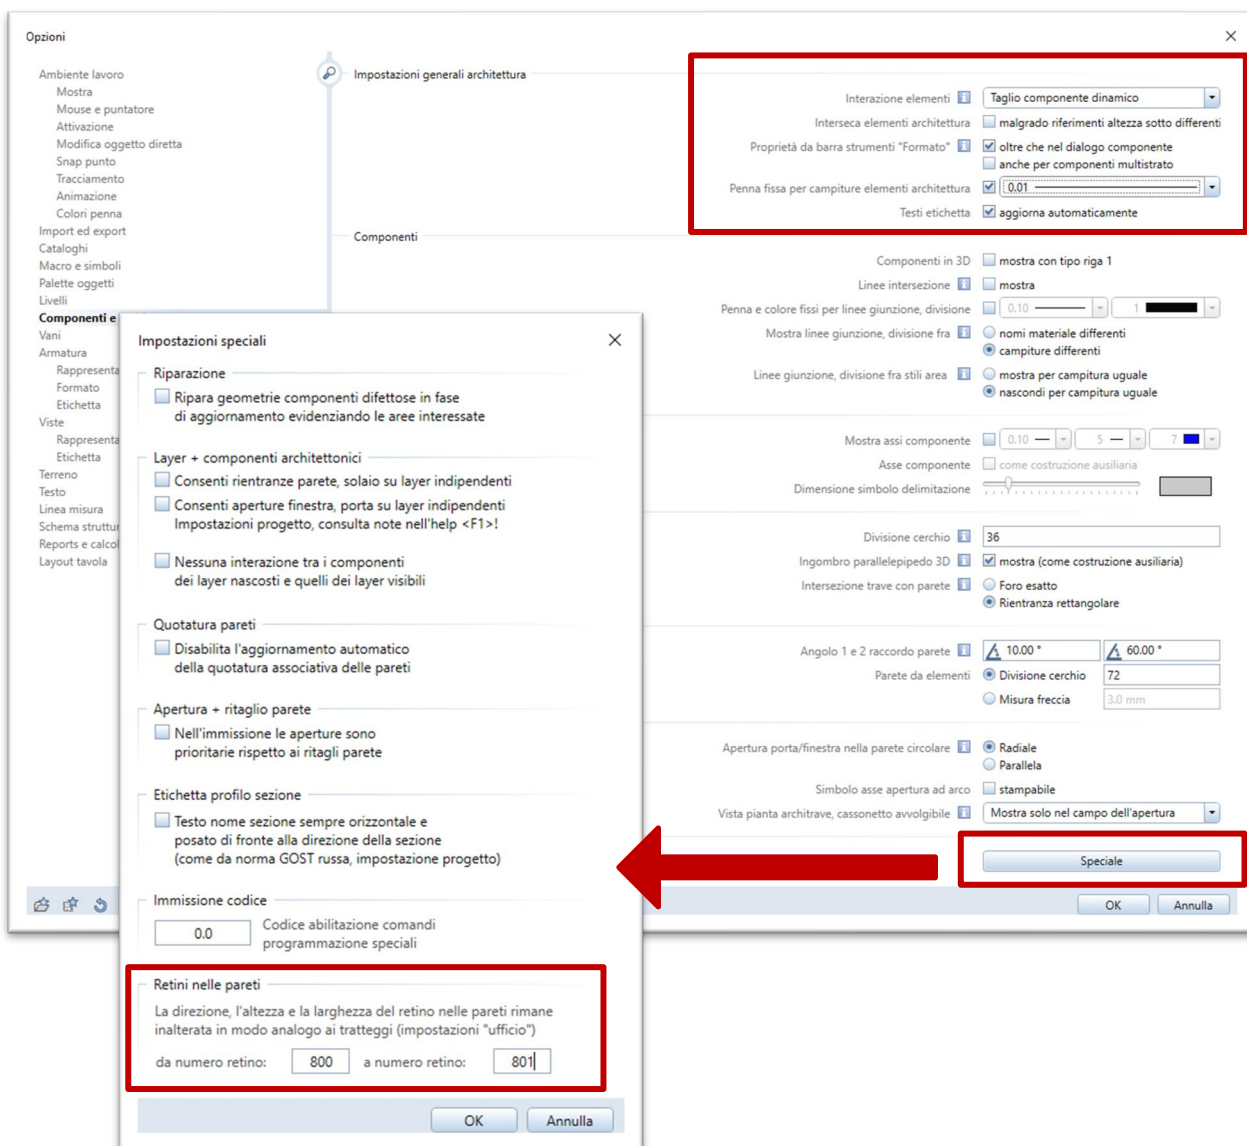 Opzioni
Ambiente lavoro
Mostra
Mouse e puntatore
Attivazione
Modifica oggetto diretta
Snap punto
Tracciamento
Animazione
Colori penna
Import ed export
Cataloghi
Macro e simboli
Palette oggetti
Livelli
Componenti e
Vani
Armatura
Rappresenta
Formato
Etichetta
Viste
Rappresenta
Etichetta
Terreno
Testo
Linea misura
Schema struttur
Reports e calcol
Layout tavola
Impostazioni generali architettura
Interazione elementi Taglio componente dinamico
Interseca elementi architettura malgrado riferimenti altezza sotto differenti
Proprietà da barra strumenti "Formato" oltre che nel dialogo componente
anche per componenti multistrato
Penna fissa per campiture elementi architettura 0.01
Testi etichetta aggiorna automaticamente
Componenti
Componenti in 3D mostra con tipo riga 1
Linee intersezione mostra
Penna e colore fissi per linee giunzione, divisione 0.10 1
Mostra linee giunzione, divisione fra nomi materiale differenti
campiture differenti
Linee giunzione, divisione fra stili area mostra per campitura uguale
nascondi per campitura uguale
Mostra assi componente 0.10 5 7
Asse componente come costruzione ausiliaria
Dimensione simbolo delimitazione
Divisione cerchio 36
Ingombro parallelepipedo 3D mostra (come costruzione ausiliaria)
Intersezione trave con parete Foro esatto
Rientranza rettangolare
Angolo 1 e 2 raccordo parete 10.00 ° 60.00 °
Parete da elementi Divisione cerchio 72
Misura freccia 3.0 mm
Apertura porta/finestra nella parete circolare Radiale
Parallela
Simbolo asse apertura ad arco stampabile
Vista pianta architrave, cassonetto avvolgibile Mostra solo nel campo dell'apertura
Speciale
OK Annulla
Impostazioni speciali
Riparazione
Ripara geometrie componenti difettose in fase
di aggiornamento evidenziando le aree interessate
Layer + componenti architettonici
Consenti rientranze parete, solaio su layer indipendenti
Consenti aperture finestra, porta su layer indipendenti
Impostazioni progetto, consulta note nell'help <F1>!
Nessuna interazione tra i componenti
dei layer nascosti e quelli dei layer visibili
Quotatura pareti
Disabilita l'aggiornamento automatico
della quotatura associativa delle pareti
Apertura + ritaglio parete
Nell'immissione le aperture sono
prioritarie rispetto ai ritagli parete
Etichetta profilo sezione
Testo nome sezione sempre orizzontale e
posato di fronte alla direzione della sezione
(come da norma GOST russa, impostazione progetto)
Immissione codice
0.0 Codice abilitazione comandi
programmazione speciali
Retini nelle pareti
La direzione, l'altezza e la larghezza del retino nelle pareti rimane
inalterata in modo analogo ai tratteggi (impostazioni "ufficio")
da numero retino: 800 a numero retino: 801
OK Annulla